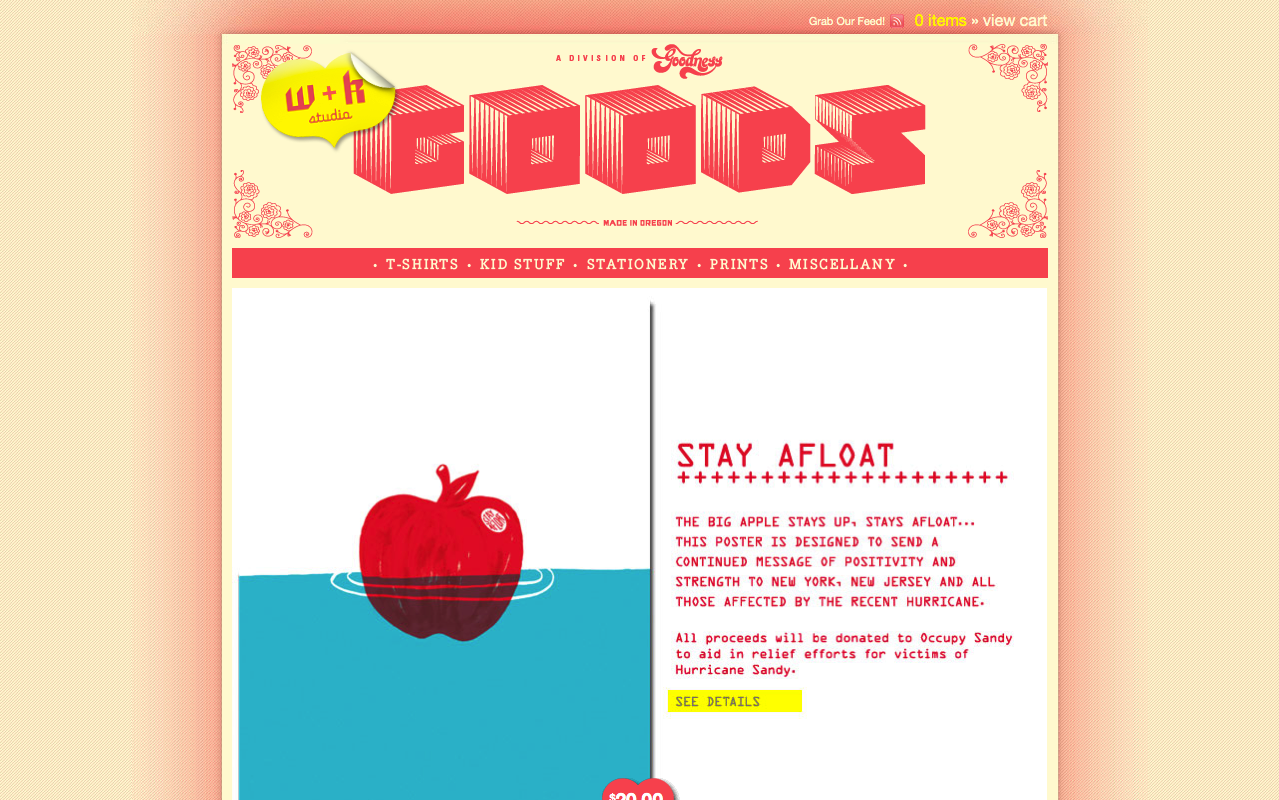 Grab Our Feed! 0 items » view cart
A DIVISION OF Goodness
w+k
studio
GOODS
MADE IN OREGON
• T-SHIRTS • KID STUFF • STATIONERY • PRINTS • MISCELLANY •
STAY AFLOAT
++++++++++++++++++++
THE BIG APPLE STAYS UP, STAYS AFLOAT...
THIS POSTER IS DESIGNED TO SEND A
CONTINUED MESSAGE OF POSITIVITY AND
STRENGTH TO NEW YORK, NEW JERSEY AND ALL
THOSE AFFECTED BY THE RECENT HURRICANE.
All proceeds will be donated to Occupy Sandy
to aid in relief efforts for victims of
Hurricane Sandy.
SEE DETAILS